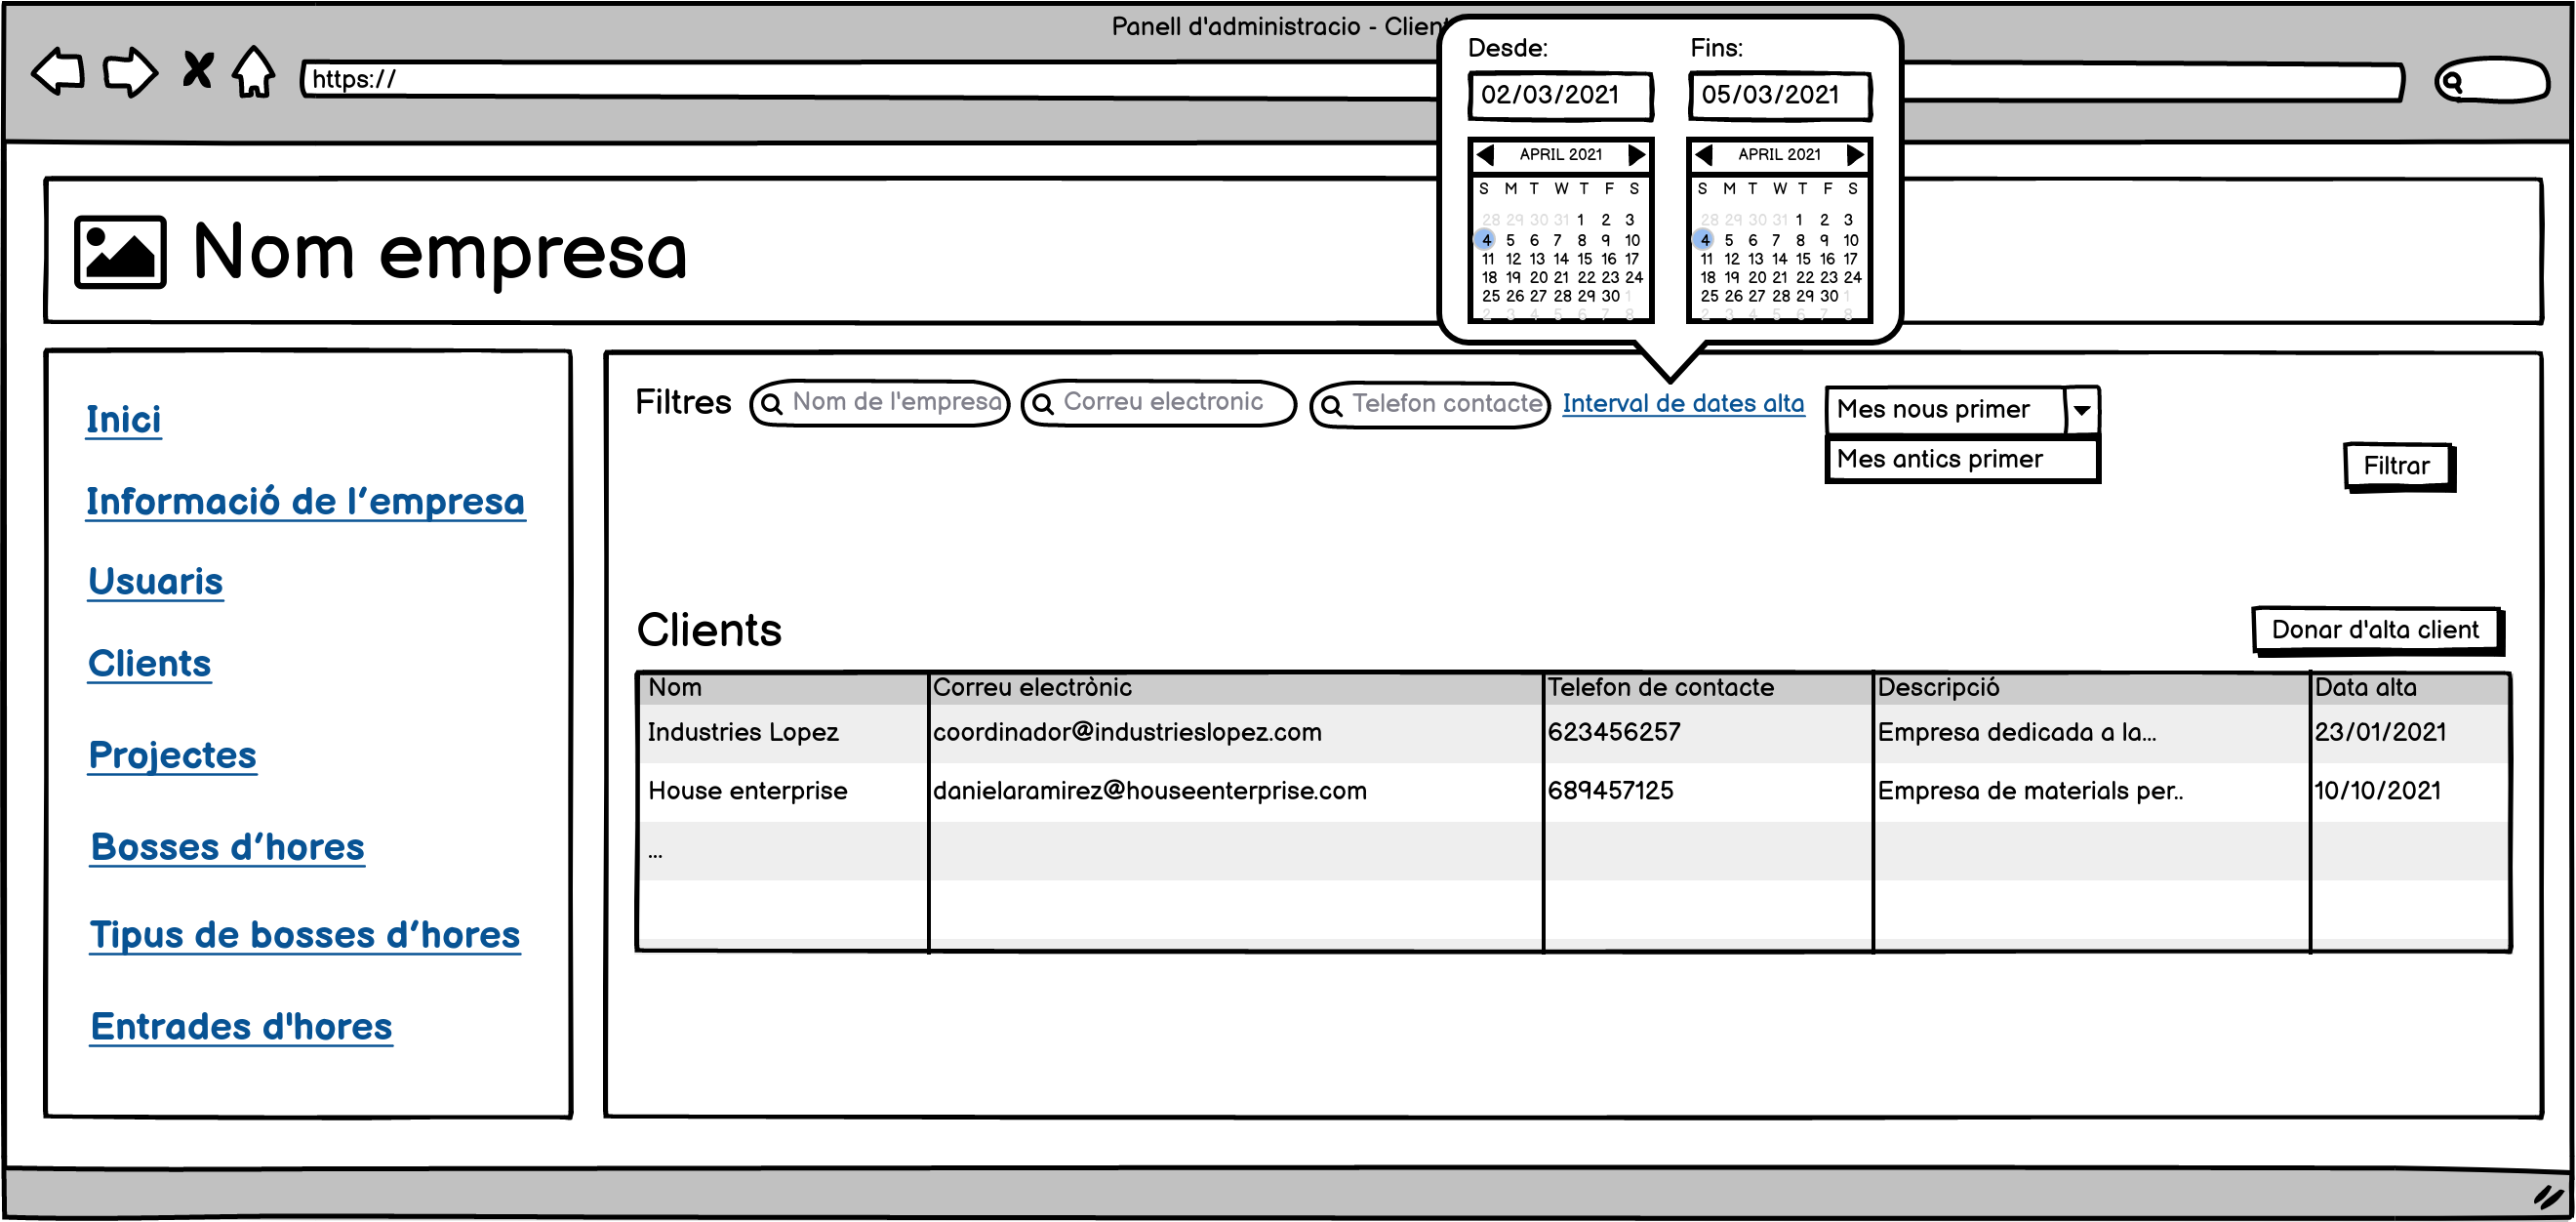 Panell d'administracio - Client
https://
Desde:
Fins:
02/03/2021
05/03/2021
APRIL 2021
S M T W T F S
28 29 30 31 1 2 3
4 5 6 7 8 9 10
11 12 13 14 15 16 17
18 19 20 21 22 23 24
25 26 27 28 29 30 1
2 3 4 5 6 7 8
APRIL 2021
S M T W T F S
28 29 30 31 1 2 3
4 5 6 7 8 9 10
11 12 13 14 15 16 17
18 19 20 21 22 23 24
25 26 27 28 29 30 1
2 3 4 5 6 7 8
Nom empresa
Inici
Informació de l’empresa
Usuaris
Clients
Projectes
Bosses d’hores
Tipus de bosses d’hores
Entrades d'hores
Filtres
Nom de l'empresa
Correu electronic
Telefon contacte
Interval de dates alta
Mes nous primer
Mes antics primer
Filtrar
Clients
Donar d'alta client
Nom Correu electrònic Telefon de contacte Descripció Data alta
Industries Lopez coordinador@industrieslopez.com 623456257 Empresa dedicada a la... 23/01/2021
House enterprise danielaramirez@houseenterprise.com 689457125 Empresa de materials per.. 10/10/2021
...